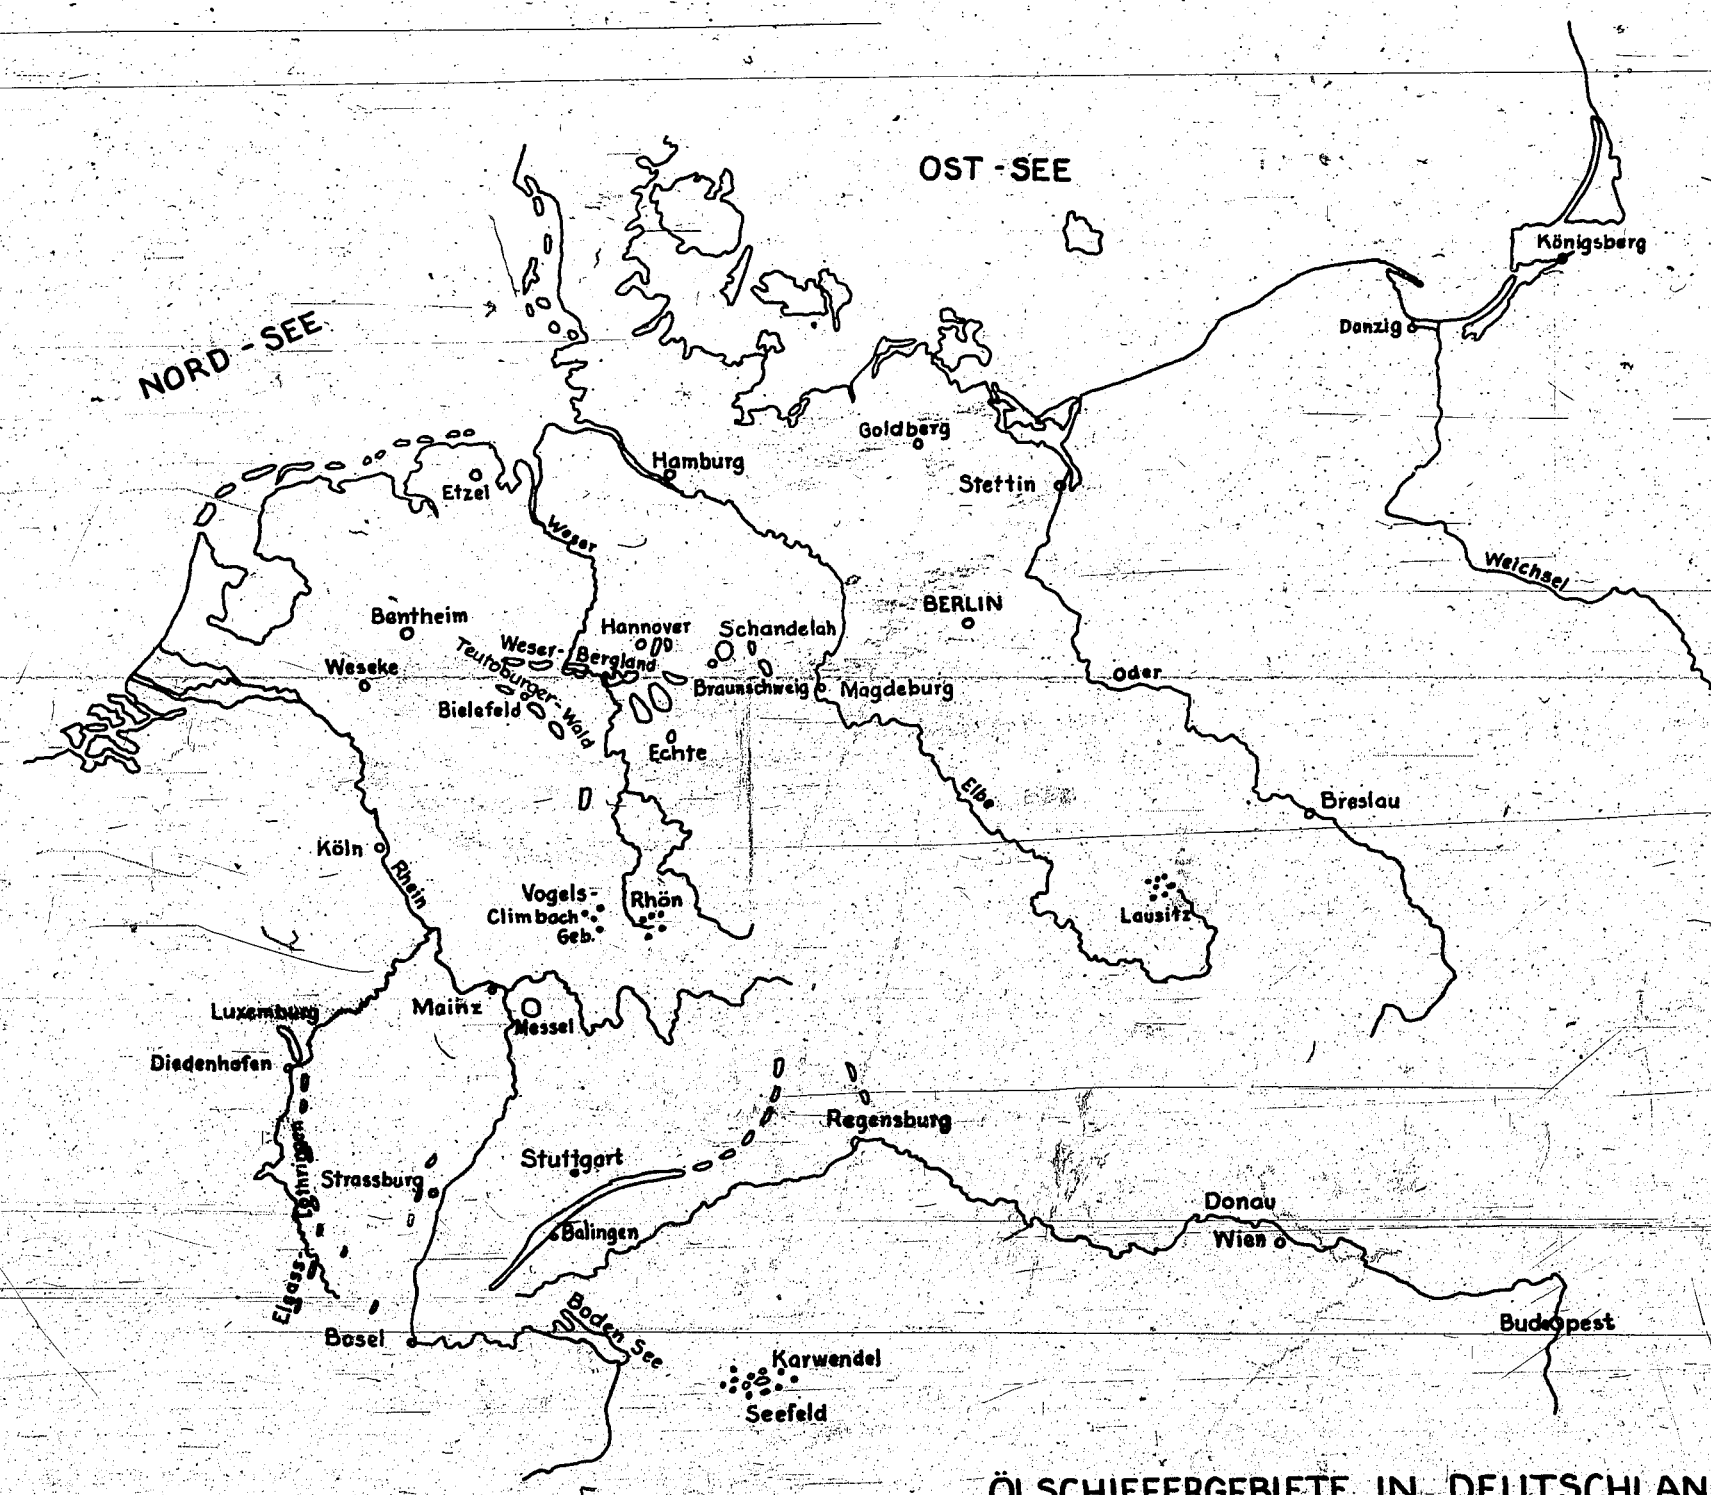 OST - SEE
Königsberg
NORD - SEE
Danzig
Goldberg
Hamburg
Stettin
Etzel
Weser
Weichsel
BERLIN
Bentheim
Hannover
Schandelah
Weser-Bergland
Teutoburger-Wald
Weseke
Oder
Braunschweig
Magdeburg
Bielefeld
Echte
Elbe
Breslau
Köln
Rhein
Vogels-
Climbach
Geb.
Rhön
Lausitz
Luxemburg
Mainz
Messel
Diedenhofen
Regensburg
Lothringen
Stuttgart
Strassburg
Donau
Balingen
Wien
Elsass-
Boden See
Basel
Budapest
Karwendel
Seefeld
ÖLSCHIEFERGEBIETE IN DEUTSCHLAN